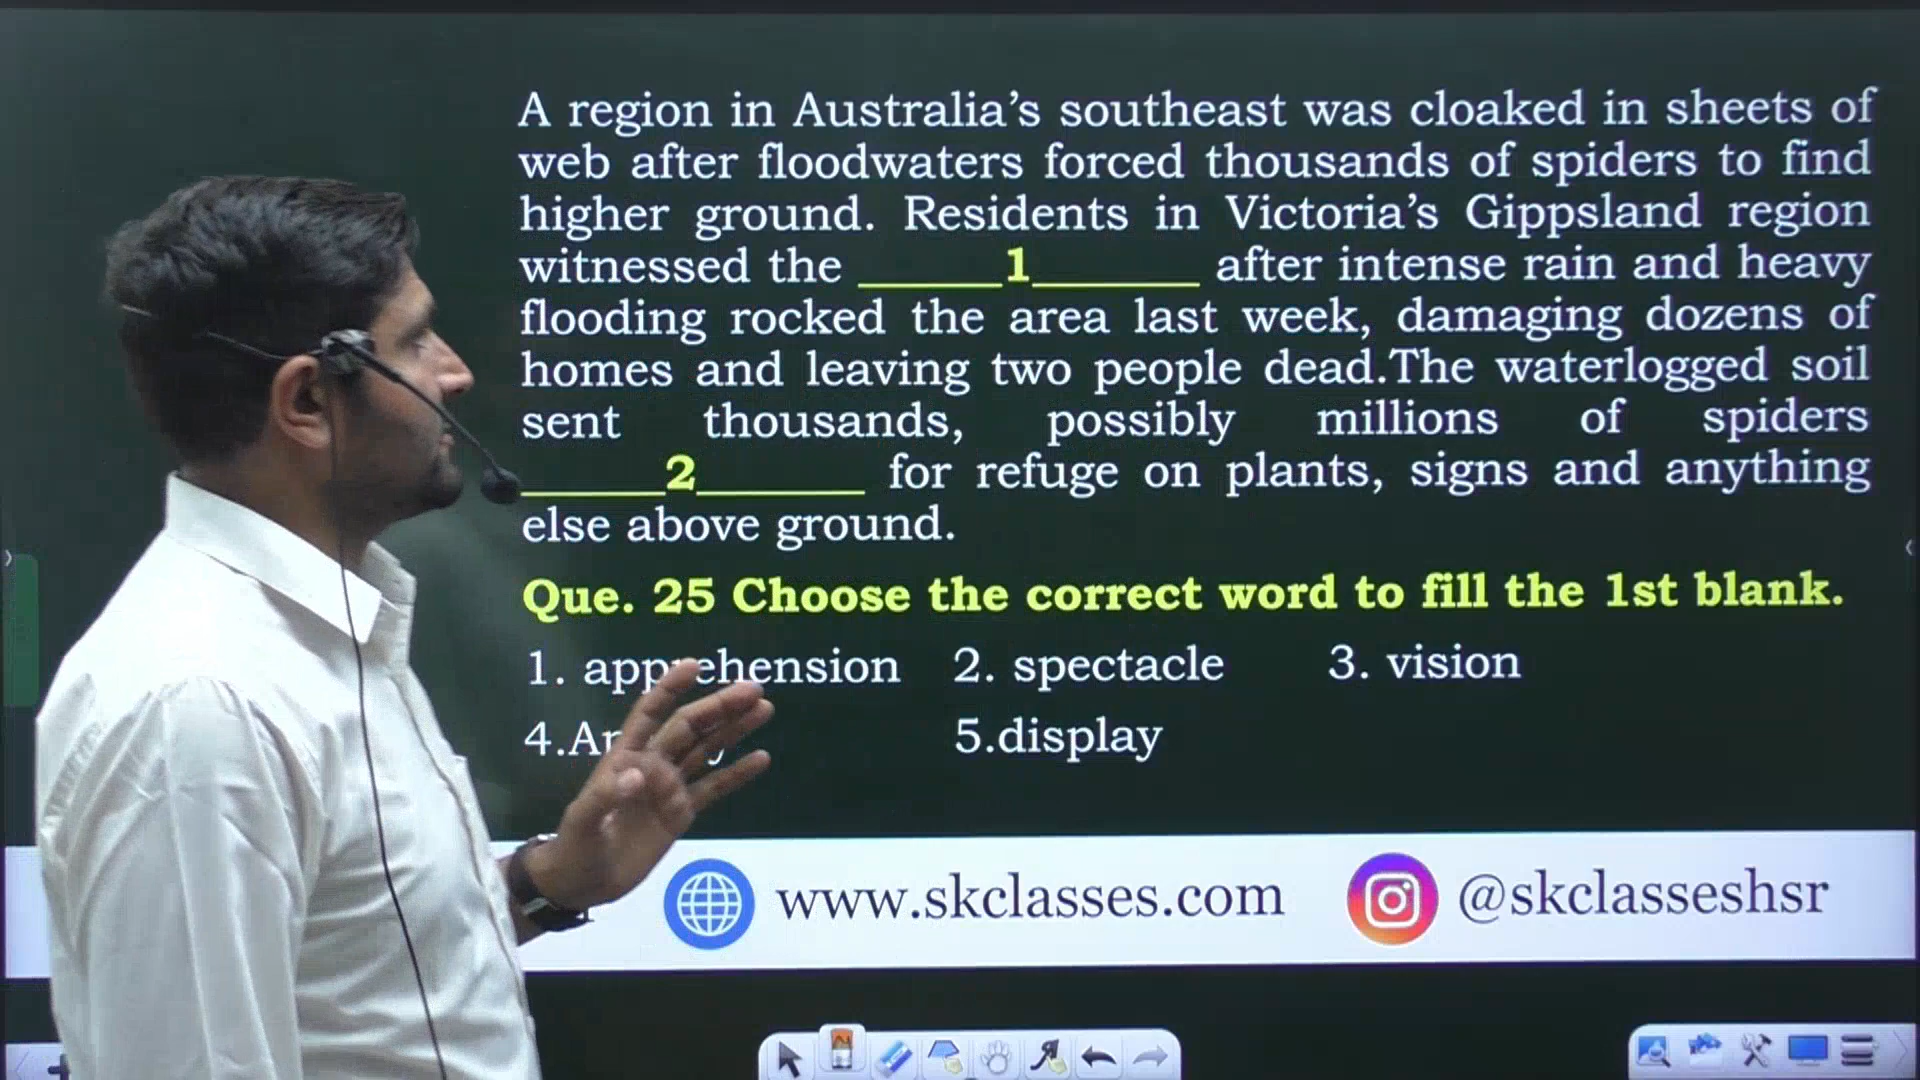 A region in Australia’s southeast was cloaked in sheets of
web after floodwaters forced thousands of spiders to find
higher ground. Residents in Victoria’s Gippsland region
witnessed the ______1_______ after intense rain and heavy
flooding rocked the area last week, damaging dozens of
homes and leaving two people dead.The waterlogged soil
sent thousands, possibly millions of spiders
______2_______ for refuge on plants, signs and anything
else above ground.
Que. 25 Choose the correct word to fill the 1st blank.
1. apprehension 2. spectacle 3. vision
4. 5.display
www.skclasses.com @skclasseshsr